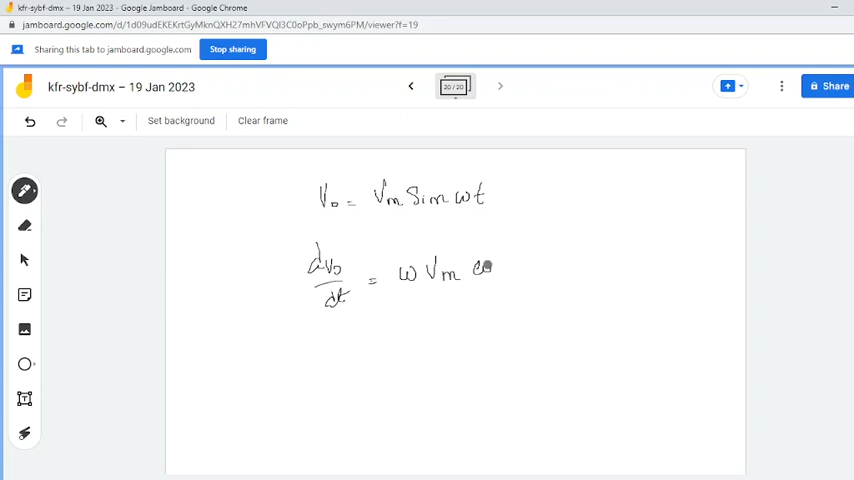 kfr-sybf-dmx – 19 Jan 2023 - Google Jamboard - Google Chrome
jamboard.google.com/d/1d09udEKEKrtGyMknQXH27mhVFVQI3C0oPpb_swym6PM/viewer?f=19
Sharing this tab to jamboard.google.com Stop sharing
kfr-sybf-dmx – 19 Jan 2023 20 / 20 Share
Set background Clear frame
V₀ = Vm Sin ωt
dv₀/dt = ω Vm